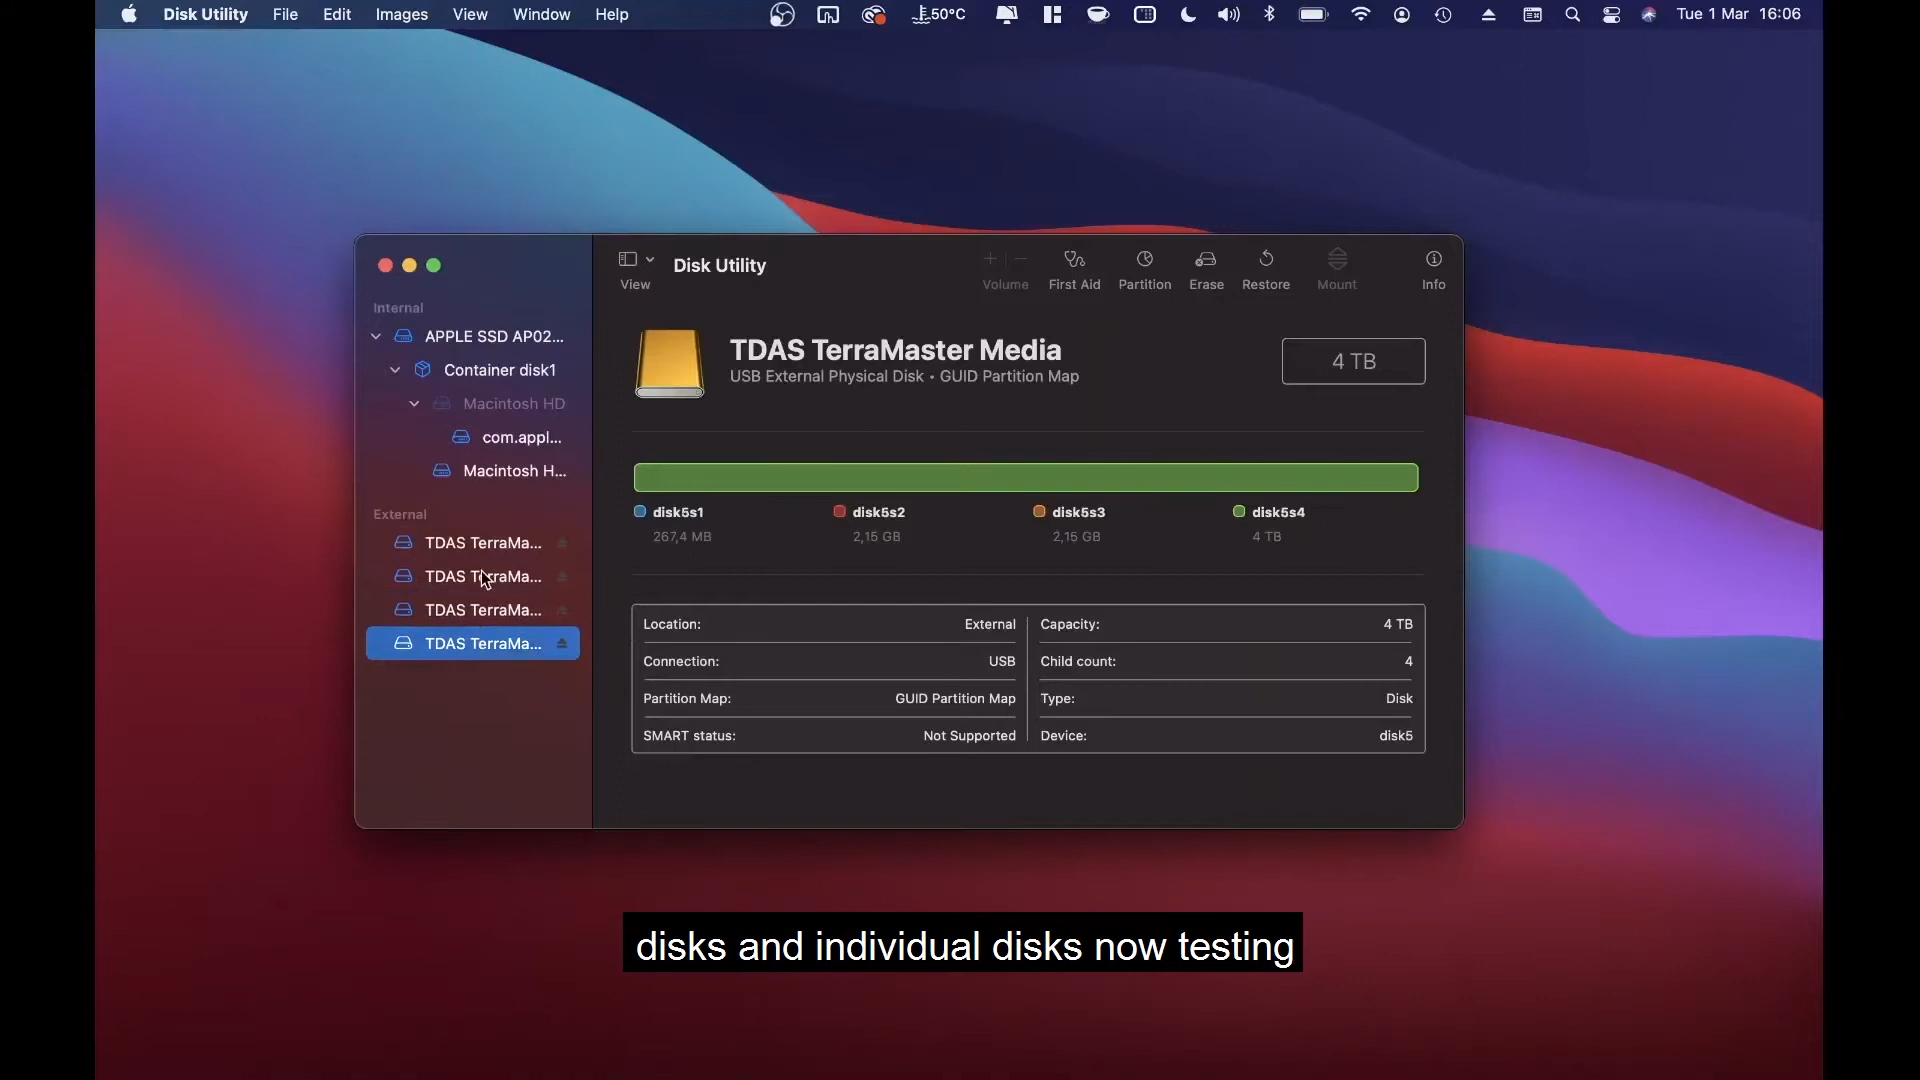 Disk Utility File Edit Images View Window Help 50°C Tue 1 Mar 16:06
Disk Utility
View
Volume First Aid Partition Erase Restore Mount Info
Internal
APPLE SSD AP02...
Container disk1
Macintosh HD
com.appl...
Macintosh H...
External
TDAS TerraMa...
TDAS TerraMa...
TDAS TerraMa...
TDAS TerraMa...
TDAS TerraMaster Media
USB External Physical Disk • GUID Partition Map
4 TB
disk5s1 disk5s2 disk5s3 disk5s4
267,4 MB 2,15 GB 2,15 GB 4 TB
Location: External Capacity: 4 TB
Connection: USB Child count: 4
Partition Map: GUID Partition Map Type: Disk
SMART status: Not Supported Device: disk5
disks and individual disks now testing